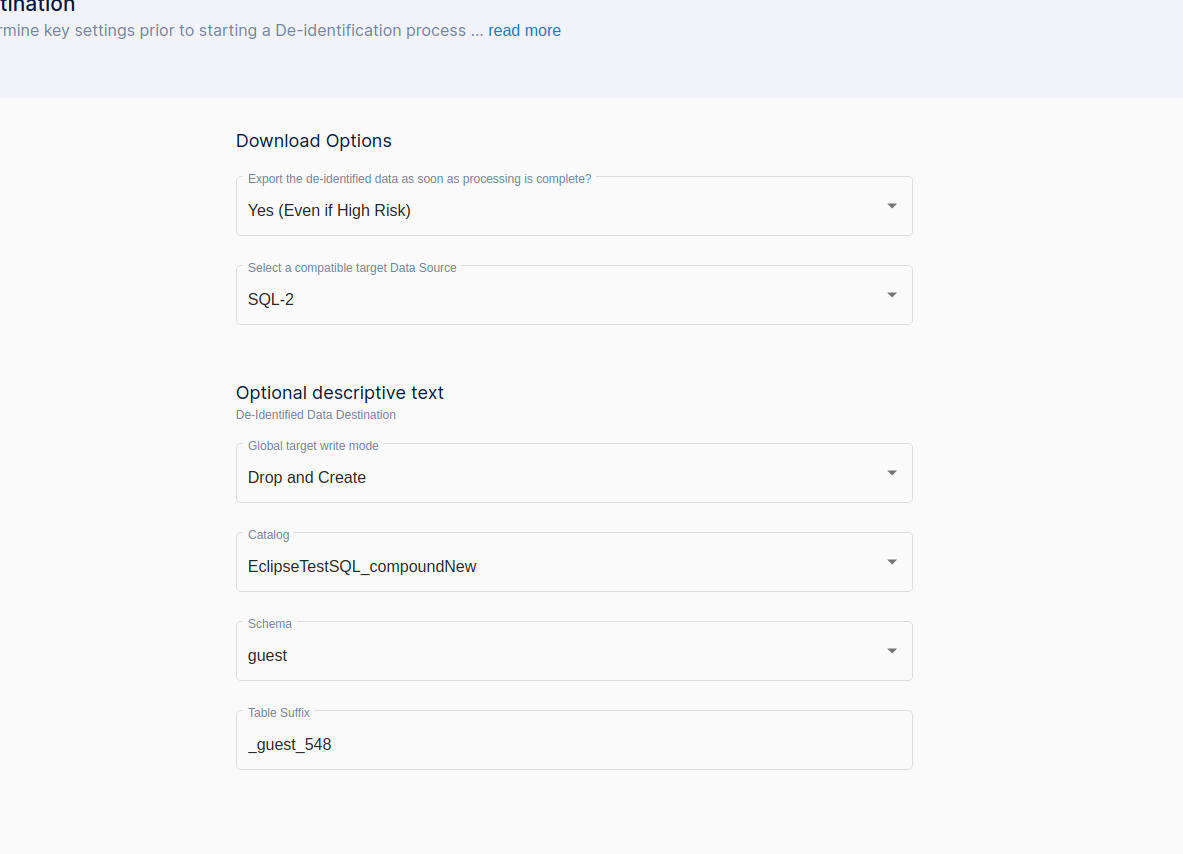 tination
rmine key settings prior to starting a De-identification process ... read more
Download Options
Export the de-identified data as soon as processing is complete?
Yes (Even if High Risk)
Select a compatible target Data Source
SQL-2
Optional descriptive text
De-Identified Data Destination
Global target write mode
Drop and Create
Catalog
EclipseTestSQL_compoundNew
Schema
guest
Table Suffix
_guest_548